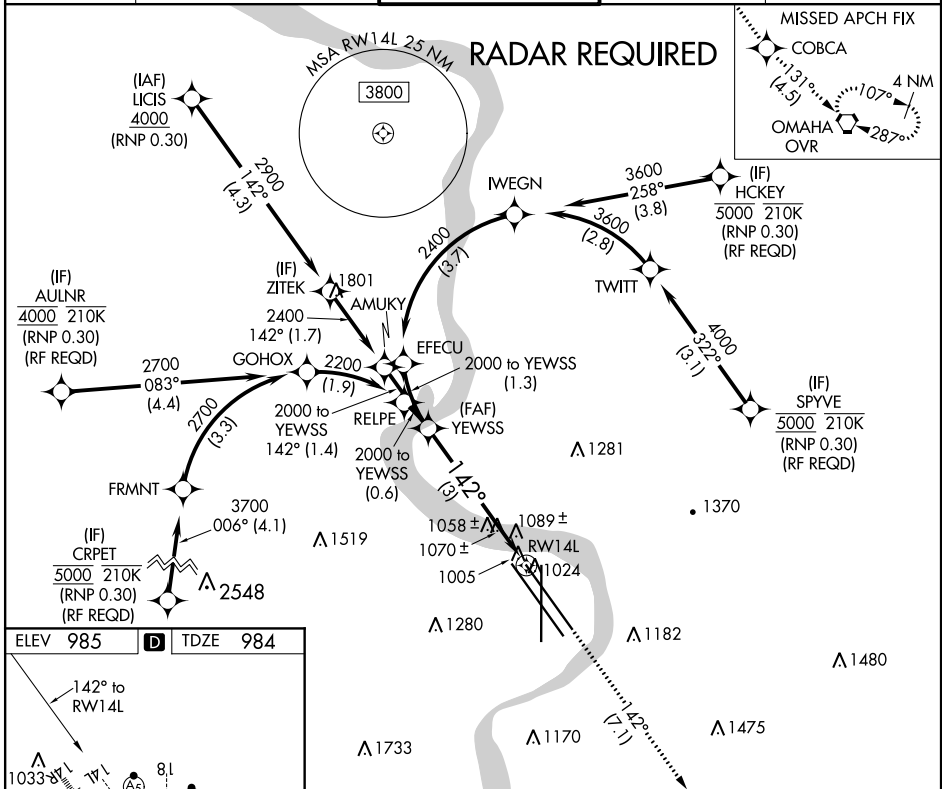 MISSED APCH FIX
COBCA
131°
(4.5)
107°
4 NM
OMAHA
OVR
287°
RADAR REQUIRED
MSA RW14L 25 NM
3800
(IAF)
LICIS
4000
(RNP 0.30)
2900
142°
(4.3)
IWEGN
3600
258°
(3.8)
(IF)
HCKEY
5000 210K
(RNP 0.30)
(RF REQD)
3600
(2.8)
TWITT
2400
(3.7)
(IF)
ZITEK
1801
AMUKY
2400
142° (1.7)
(IF)
AULNR
4000 210K
(RNP 0.30)
(RF REQD)
2700
083°
(4.4)
GOHOX
2200
(1.9)
EFECU
2000 to YEWSS
(1.3)
4000
322°
(3.1)
(IF)
SPYVE
5000 210K
(RNP 0.30)
(RF REQD)
2700
(3.3)
2000 to
YEWSS
142° (1.4)
RELPE
(FAF)
YEWSS
2000 to
YEWSS
(0.6)
142°
(3)
1281
1370
FRMNT
3700
006° (4.1)
(IF)
CRPET
5000 210K
(RNP 0.30)
(RF REQD)
2548
1519
1058 ±
1089 ±
1070 ±
RW14L
1005
1024
1280
1182
1480
142°
(7.1)
1475
1733
1170
ELEV 985 D TDZE 984
142° to
RW14L
1033
14R
14L
A5
18